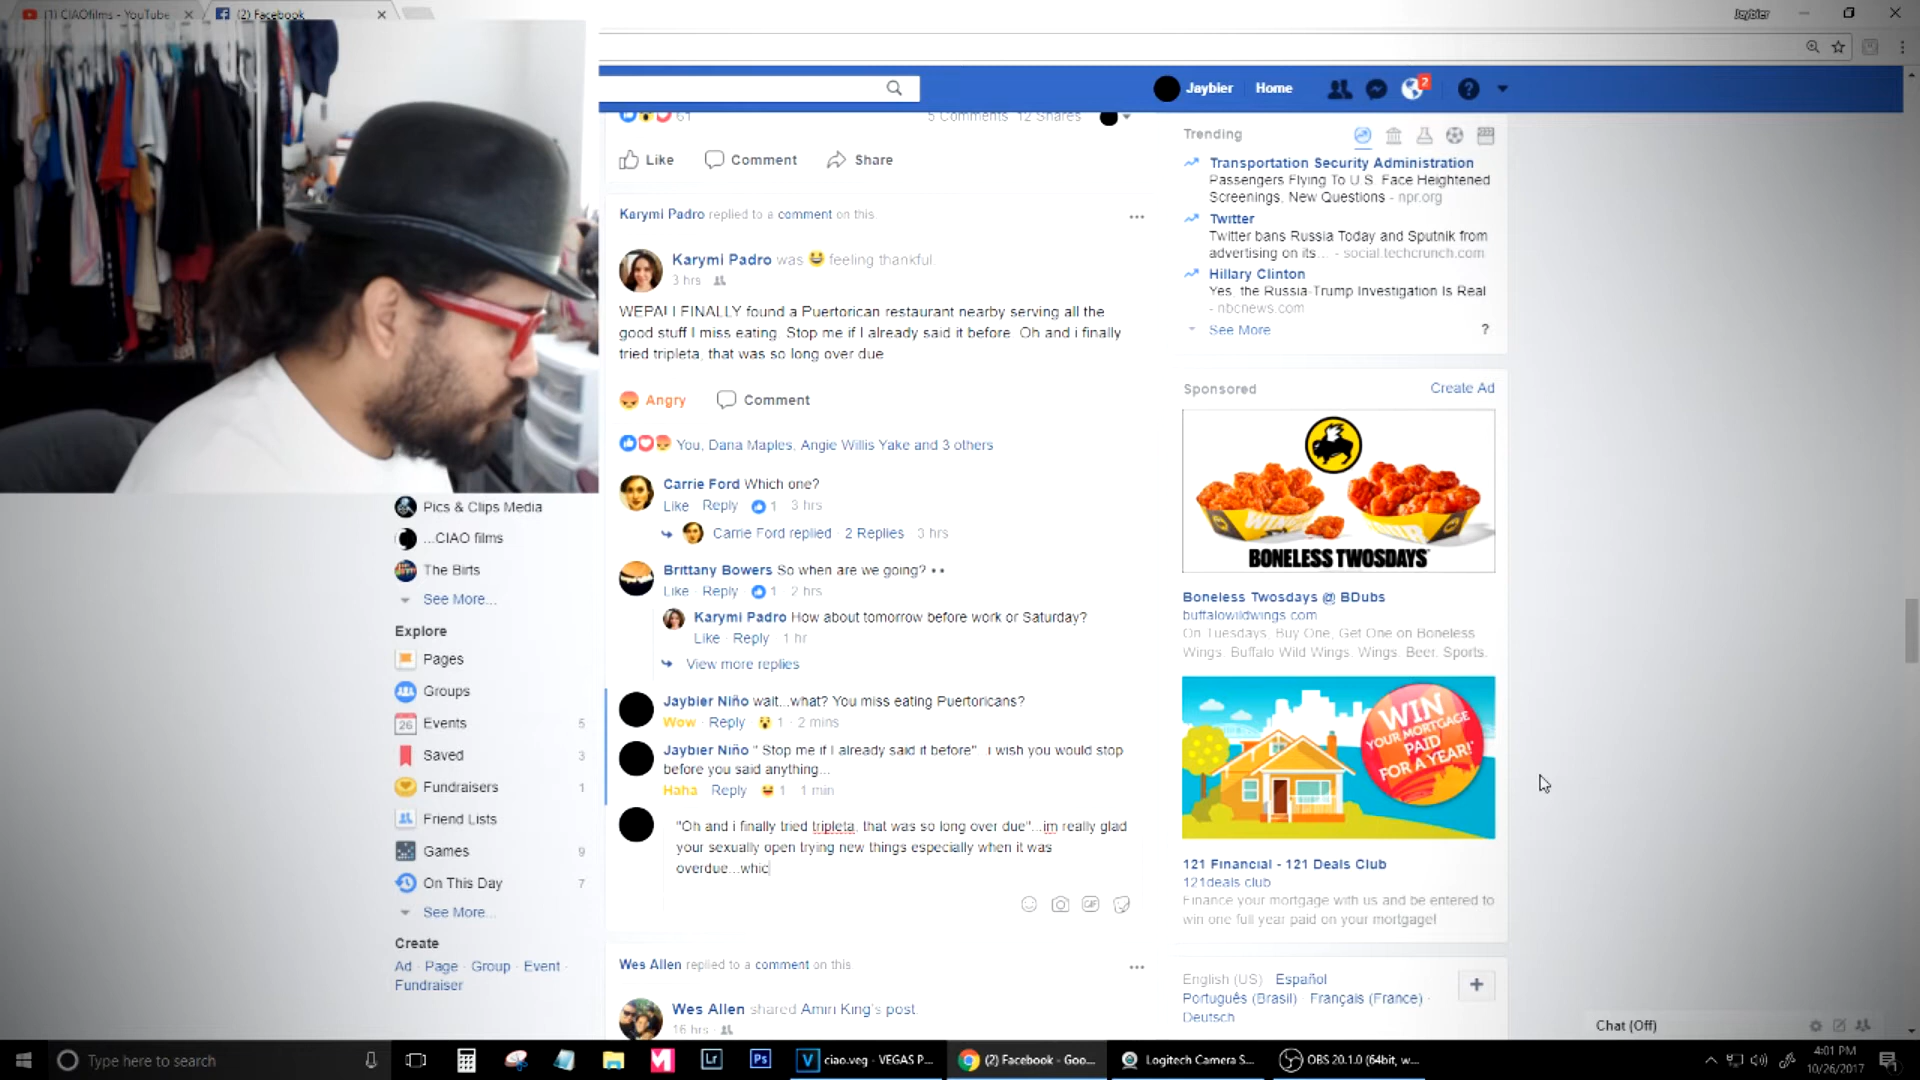 (1) CIAOfilms - YouTube
(2) Facebook
Jaybier
Jaybier
Home
2
61
5 Comments 12 Shares
Like
Comment
Share
Karymi Padro replied to a comment on this.
Karymi Padro was feeling thankful.
3 hrs
WEPA! I FINALLY found a Puertorican restaurant nearby serving all the
good stuff I miss eating. Stop me if I already said it before. Oh and i finally
tried tripleta, that was so long over due
Angry
Comment
You, Dana Maples, Angie Willis Yake and 3 others
Carrie Ford Which one?
Like · Reply · 1 · 3 hrs
Carrie Ford replied · 2 Replies · 3 hrs
Brittany Bowers So when are we going?
Like · Reply · 1 · 2 hrs
Karymi Padro How about tomorrow before work or Saturday?
Like · Reply · 1 hr
View more replies
Jaybier Niño wait...what? You miss eating Puertoricans?
Wow · Reply · 1 · 2 mins
Jaybier Niño " Stop me if I already said it before" i wish you would stop
before you said anything...
Haha · Reply · 1 · 1 min
"Oh and i finally tried tripleta, that was so long over due"...im really glad
your sexually open trying new things especially when it was
overdue...whic
GIF
Wes Allen replied to a comment on this.
Wes Allen shared Amiri King's post.
16 hrs
Pics & Clips Media
...CIAO films
The Birts
See More...
Explore
Pages
Groups
26
Events 5
Saved 3
Fundraisers 1
Friend Lists
Games 9
On This Day 7
See More...
Create
Ad · Page · Group · Event ·
Fundraiser
Trending
Transportation Security Administration
Passengers Flying To U.S. Face Heightened
Screenings, New Questions - npr.org
Twitter
Twitter bans Russia Today and Sputnik from
advertising on its... - social.techcrunch.com
Hillary Clinton
Yes, the Russia-Trump Investigation Is Real
- nbcnews.com
See More
?
Sponsored
Create Ad
WINGS
BONELESS TWOSDAYS
Boneless Twosdays @ BDubs
buffalowildwings.com
On Tuesdays, Buy One, Get One on Boneless
Wings. Buffalo Wild Wings. Wings. Beer. Sports.
WIN
YOUR MORTGAGE
PAID
FOR A YEAR!*
121 Financial - 121 Deals Club
121deals.club
Finance your mortgage with us and be entered to
win one full year paid on your mortgage!
English (US) · Español ·
Português (Brasil) · Français (France) ·
Deutsch
+
Chat (Off)
Type here to search
Lr
Ps
V
ciao.veg - VEGAS P...
(2) Facebook - Goo...
Logitech Camera S...
OBS 20.1.0 (64bit, w...
4:01 PM
10/26/2017